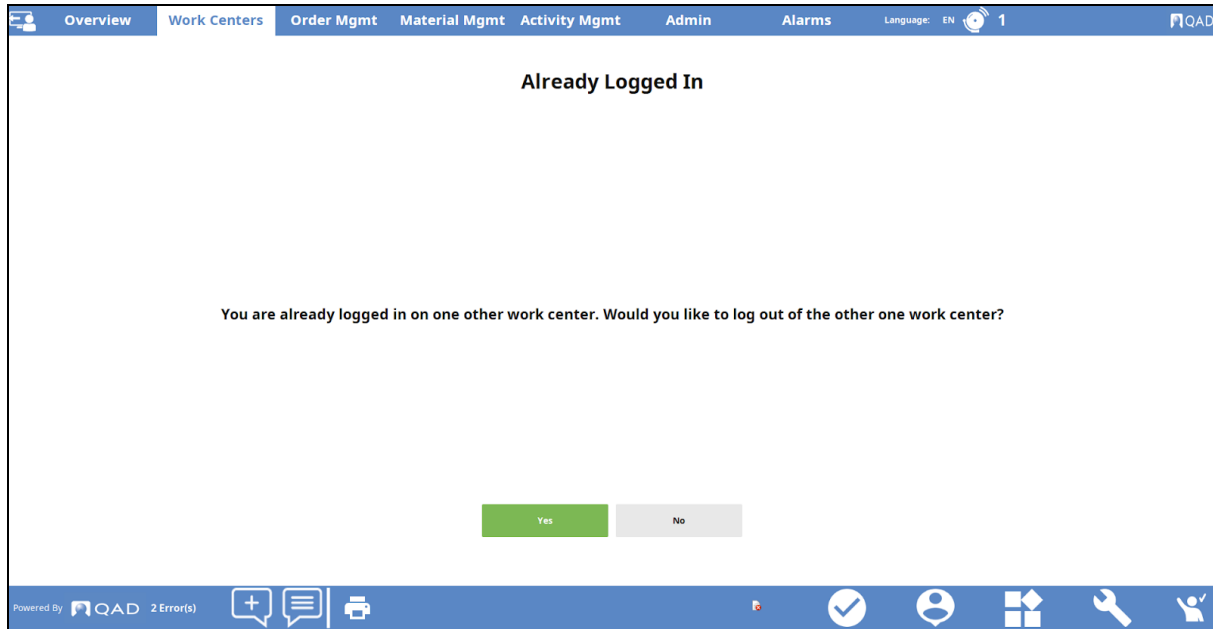 Overview Work Centers Order Mgmt Material Mgmt Activity Mgmt Admin Alarms Language: EN 1 QAD
Already Logged In
You are already logged in on one other work center. Would you like to log out of the other one work center?
Yes No
Powered By QAD 2 Error(s)